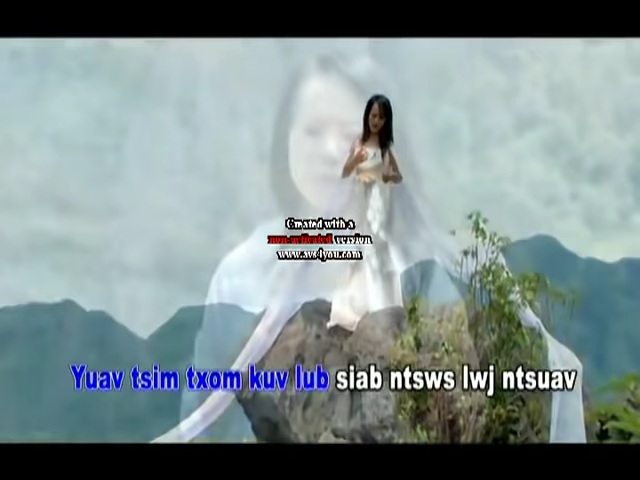 Created with a
non-activated version
www.avs4you.com
Yuav tsim txom kuv lub siab ntsws lwj ntsuav